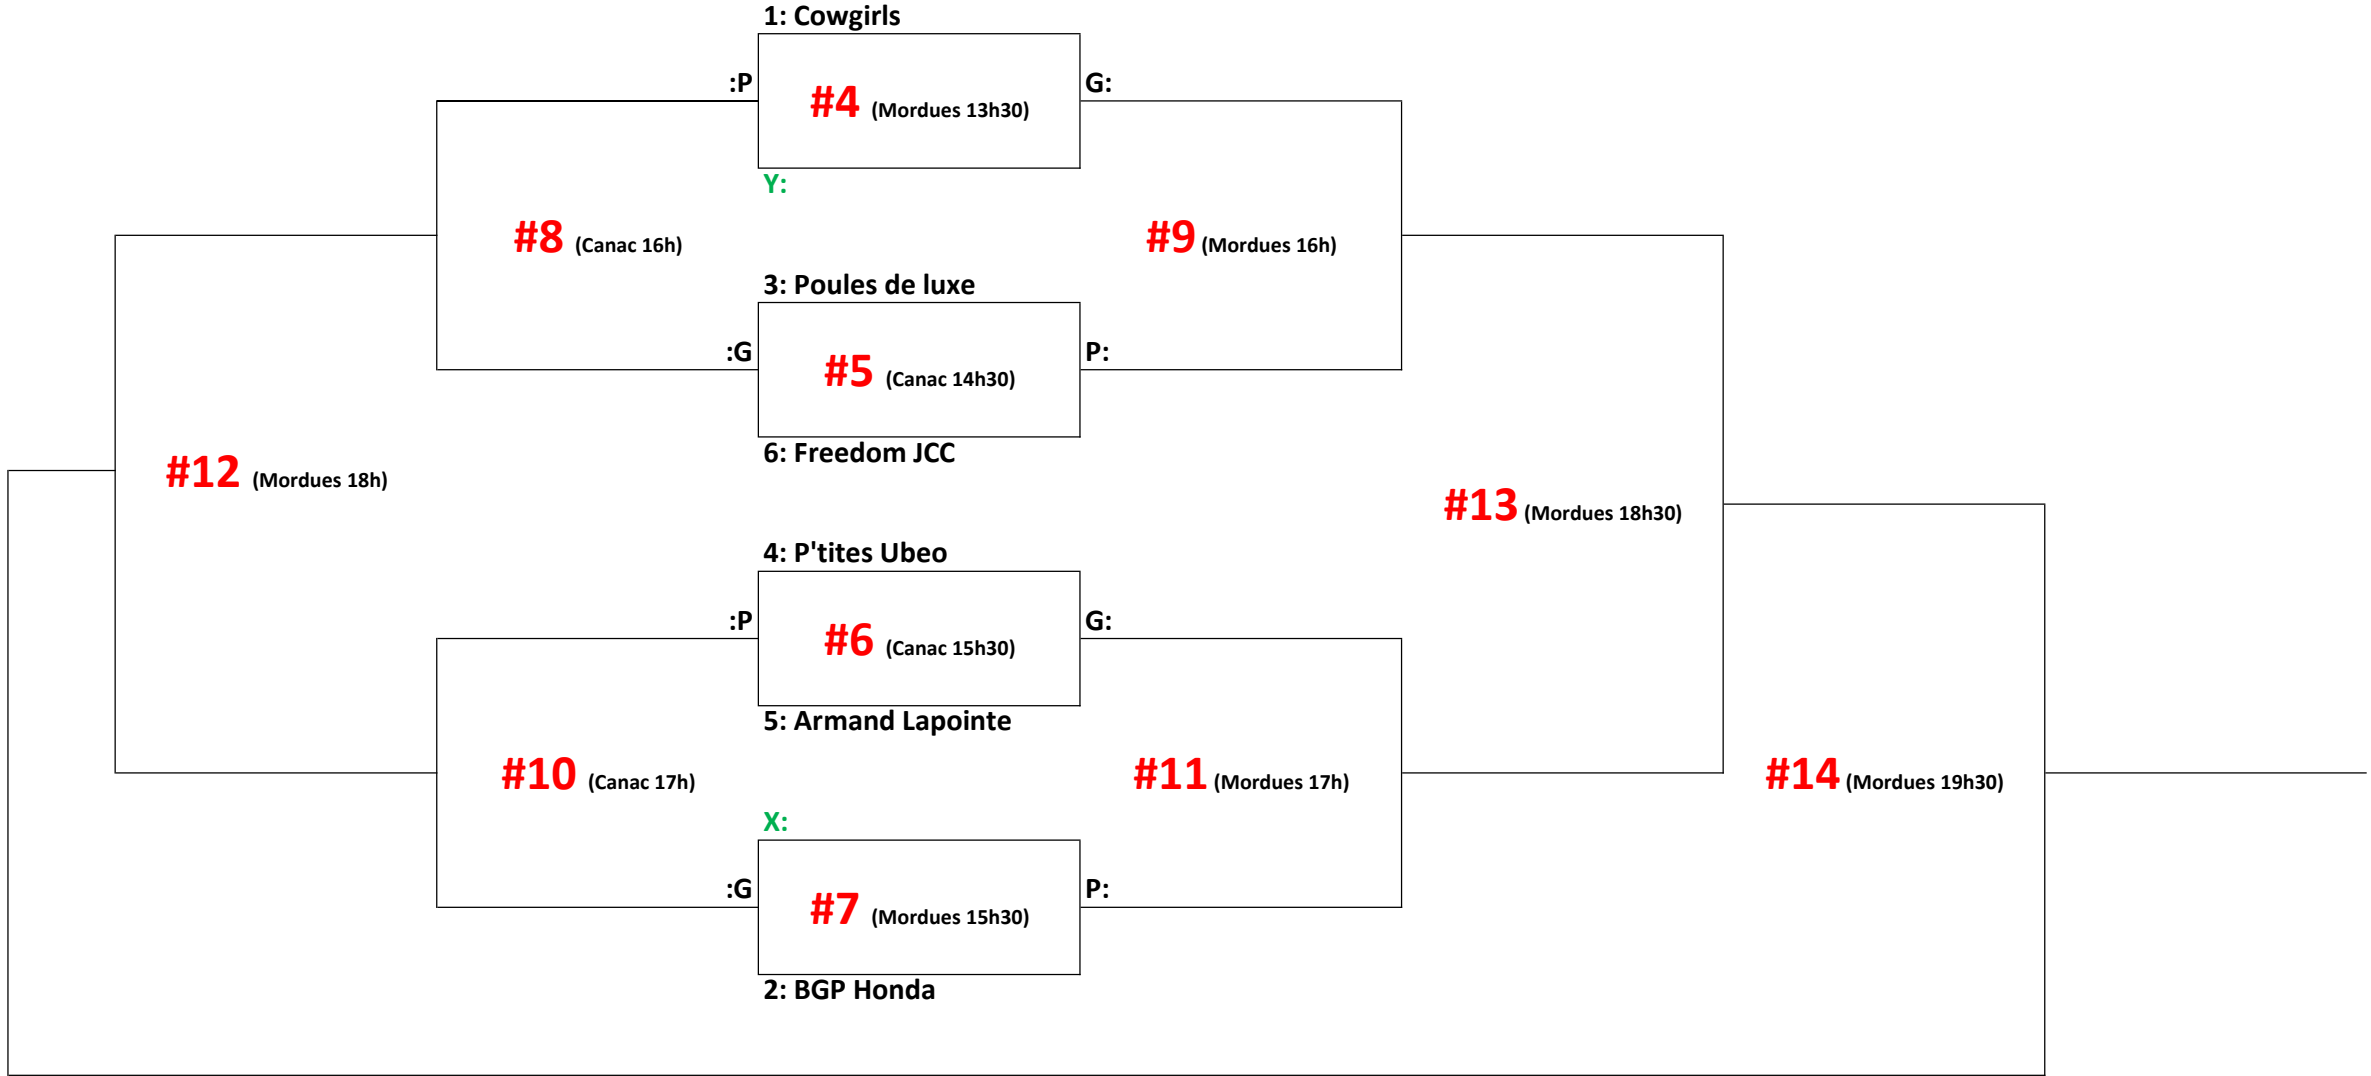 1: Cowgirls
:P
#4 (Mordues 13h30)
G:
Y:
#8 (Canac 16h)
#9 (Mordues 16h)
3: Poules de luxe
:G
#5 (Canac 14h30)
P:
6: Freedom JCC
#12 (Mordues 18h)
#13 (Mordues 18h30)
4: P'tites Ubeo
:P
#6 (Canac 15h30)
G:
5: Armand Lapointe
#10 (Canac 17h)
#11 (Mordues 17h)
#14 (Mordues 19h30)
X:
:G
#7 (Mordues 15h30)
P:
2: BGP Honda